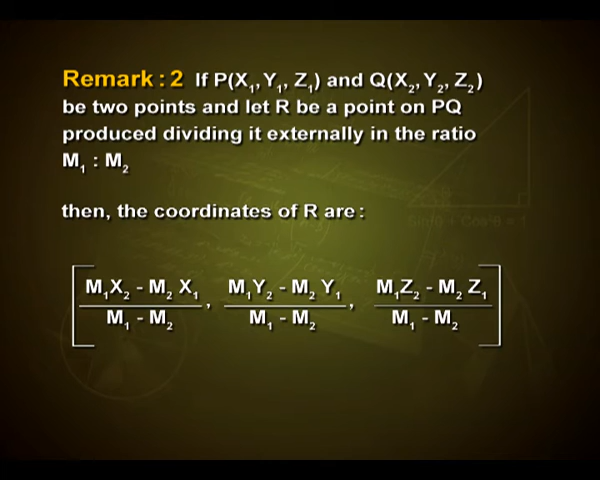 Remark : 2 If P(X₁, Y₁, Z₁) and Q(X₂, Y₂, Z₂)
be two points and let R be a point on PQ
produced dividing it externally in the ratio
M₁ : M₂
then, the coordinates of R are :
[ (M₁X₂ - M₂ X₁) / (M₁ - M₂) , (M₁Y₂ - M₂ Y₁) / (M₁ - M₂) , (M₁Z₂ - M₂ Z₁) / (M₁ - M₂) ]